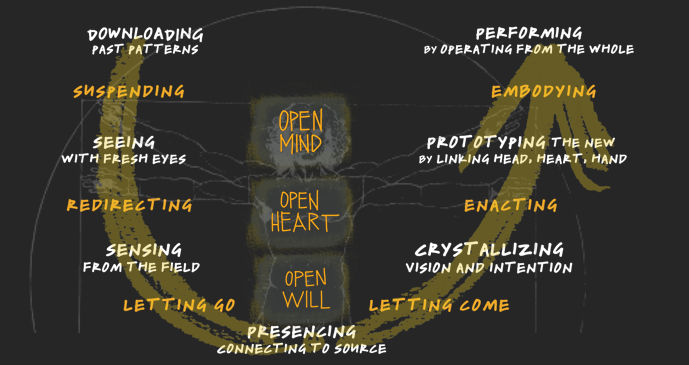 DOWNLOADING
PAST PATTERNS
SUSPENDING
SEEING
WITH FRESH EYES
REDIRECTING
SENSING
FROM THE FIELD
LETTING GO
OPEN
MIND
OPEN
HEART
OPEN
WILL
PRESENCING
CONNECTING TO SOURCE
PERFORMING
BY OPERATING FROM THE WHOLE
EMBODYING
PROTOTYPING THE NEW
BY LINKING HEAD, HEART, HAND
ENACTING
CRYSTALLIZING
VISION AND INTENTION
LETTING COME